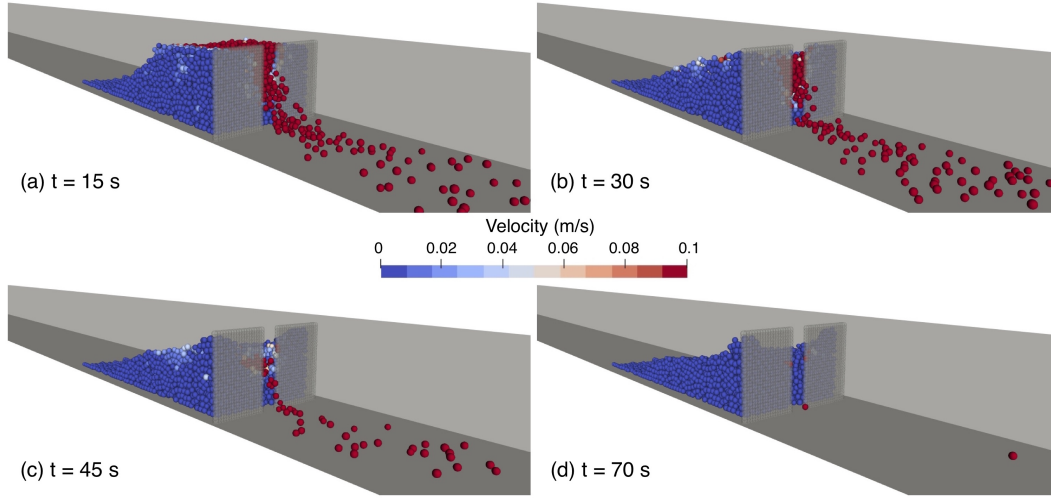 (a) t = 15 s
(b) t = 30 s
Velocity (m/s)
0 0.02 0.04 0.06 0.08 0.1
(c) t = 45 s
(d) t = 70 s